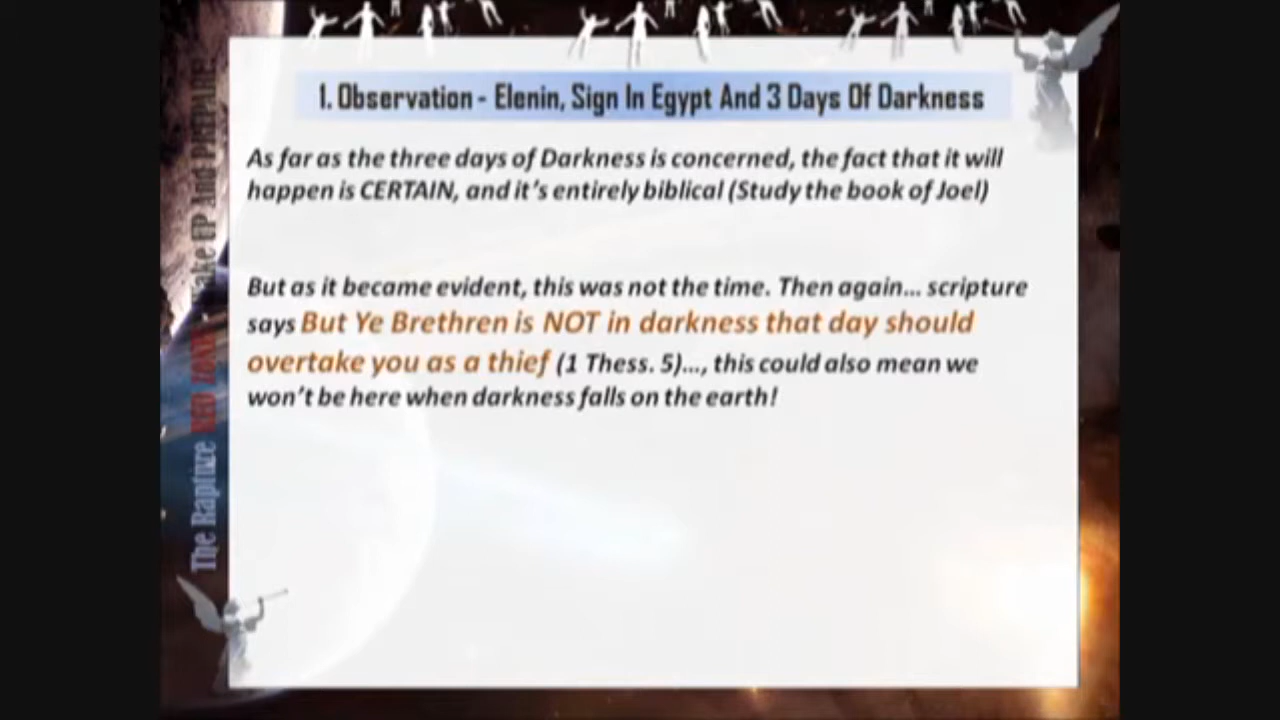 1. Observation - Elenin, Sign In Egypt And 3 Days Of Darkness
As far as the three days of Darkness is concerned, the fact that it will
happen is CERTAIN, and it's entirely biblical (Study the book of Joel)
But as it became evident, this was not the time. Then again... scripture
says But Ye Brethren is NOT in darkness that day should
overtake you as a thief (1 Thess. 5)..., this could also mean we
won't be here when darkness falls on the earth!
The Rapture RED ZONE And PREPARE